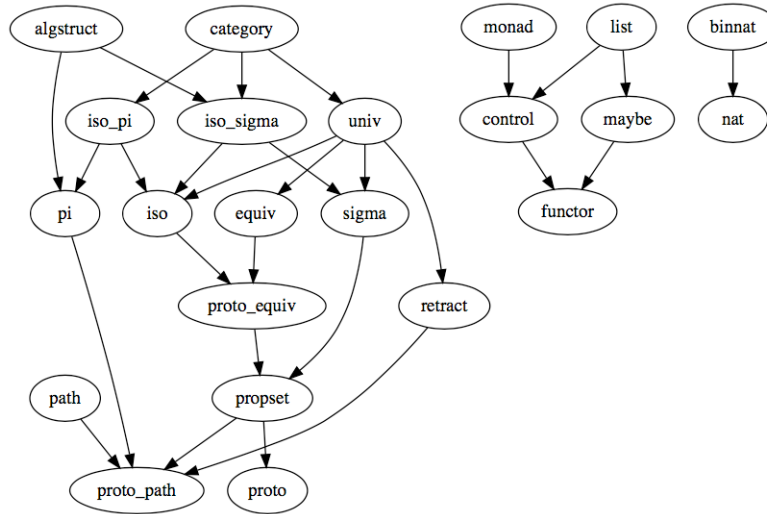 algstruct
category
monad
list
binnat
iso_pi
iso_sigma
univ
control
maybe
nat
pi
iso
equiv
sigma
functor
proto_equiv
retract
path
propset
proto_path
proto